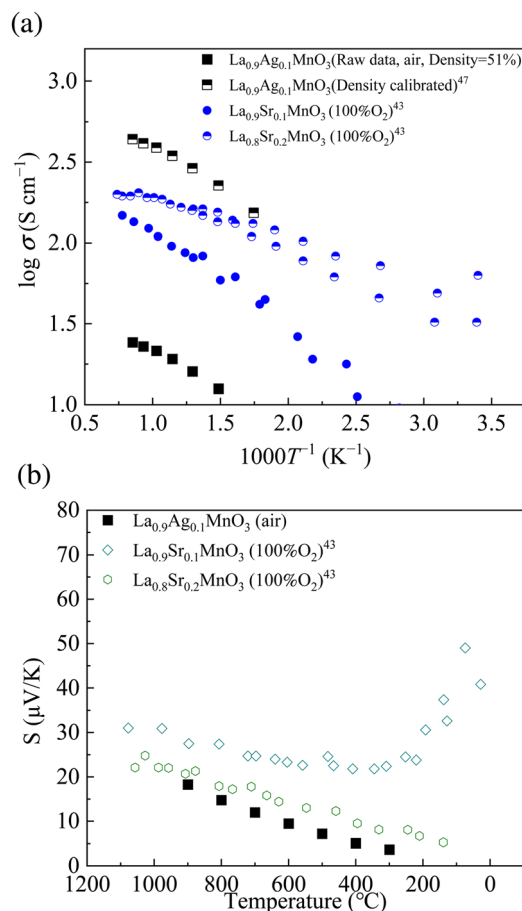 (a)
La₀.₉Ag₀.₁MnO₃(Raw data, air, Density=51%)
La₀.₉Ag₀.₁MnO₃(Density calibrated)⁴⁷
La₀.₉Sr₀.₁MnO₃ (100%O₂)⁴³
La₀.₈Sr₀.₂MnO₃ (100%O₂)⁴³
3.0
2.5
2.0
1.5
1.0
log σ (S cm⁻¹)
0.5 1.0 1.5 2.0 2.5 3.0 3.5
1000T⁻¹ (K⁻¹)
(b)
La₀.₉Ag₀.₁MnO₃ (air)
La₀.₉Sr₀.₁MnO₃ (100%O₂)⁴³
La₀.₈Sr₀.₂MnO₃ (100%O₂)⁴³
80
70
60
50
40
30
20
10
0
S (μV/K)
1200 1000 800 600 400 200 0
Temperature (℃)